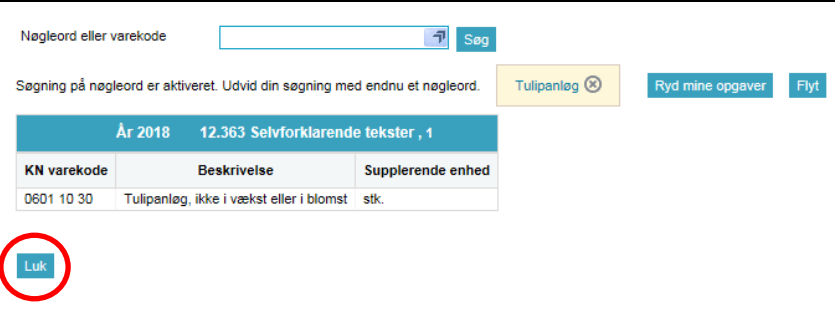 Nøgleord eller varekode Søg
Søgning på nøgleord er aktiveret. Udvid din søgning med endnu et nøgleord. Tulipanløg Ryd mine opgaver Flyt
År 2018 12.363 Selvforklarende tekster , 1
KN varekode Beskrivelse Supplerende enhed
0601 10 30 Tulipanløg, ikke i vækst eller i blomst stk.
Luk